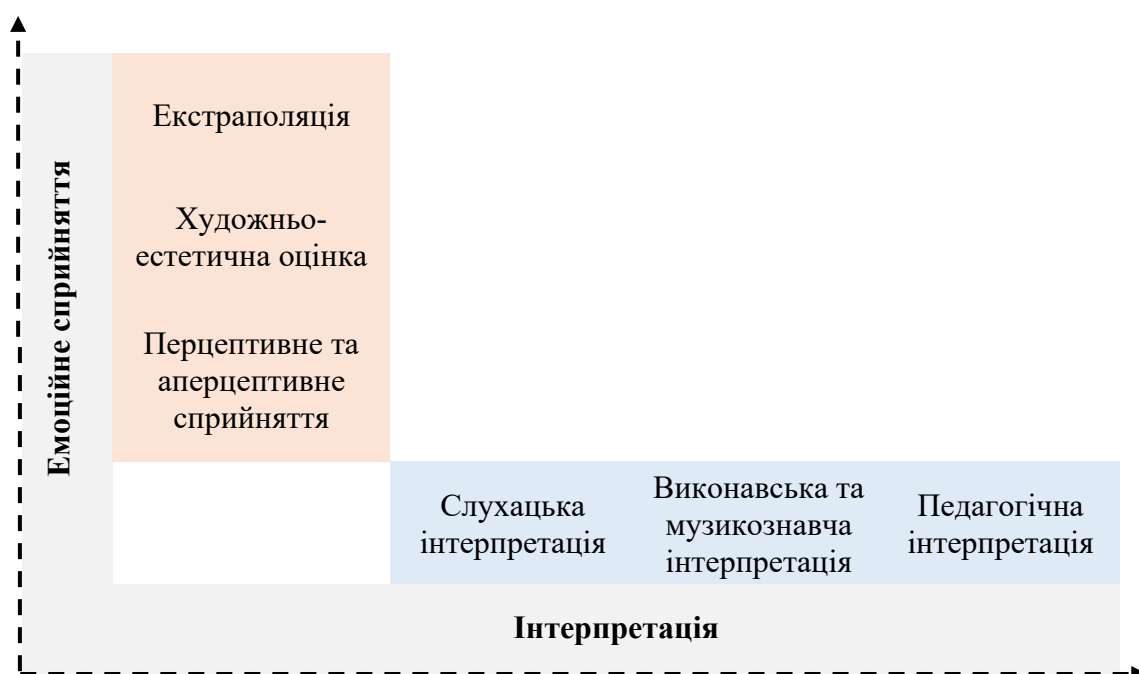 Емоційне сприйняття
Екстраполяція
Художньо-
естетична оцінка
Перцептивне та
аперцептивне
сприйняття
Слухацька
інтерпретація
Виконавська та
музикознавча
інтерпретація
Педагогічна
інтерпретація
Інтерпретація